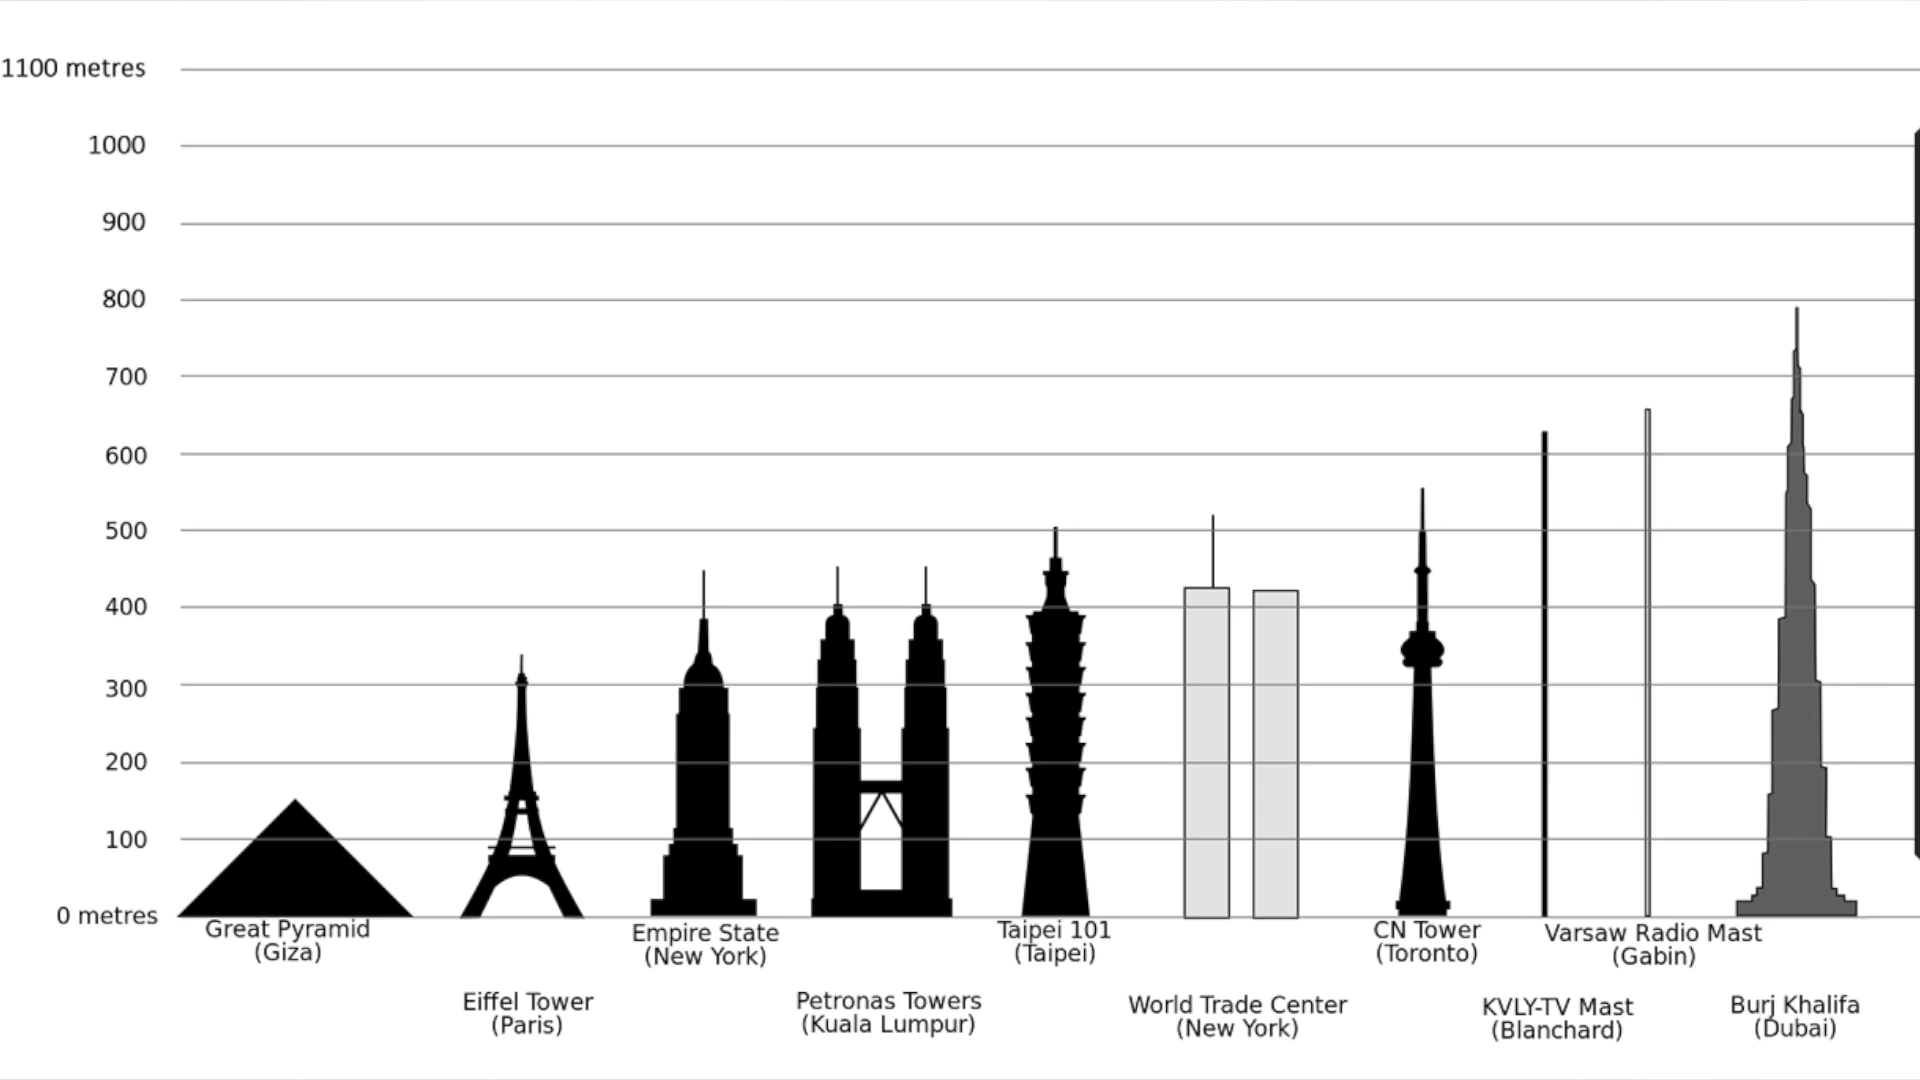 1100 metres
1000
900
800
700
600
500
400
300
200
100
0 metres
Great Pyramid
(Giza)
Eiffel Tower
(Paris)
Empire State
(New York)
Petronas Towers
(Kuala Lumpur)
Taipei 101
(Taipei)
World Trade Center
(New York)
CN Tower
(Toronto)
KVLY-TV Mast
(Blanchard)
Varsaw Radio Mast
(Gabin)
Burj Khalifa
(Dubai)